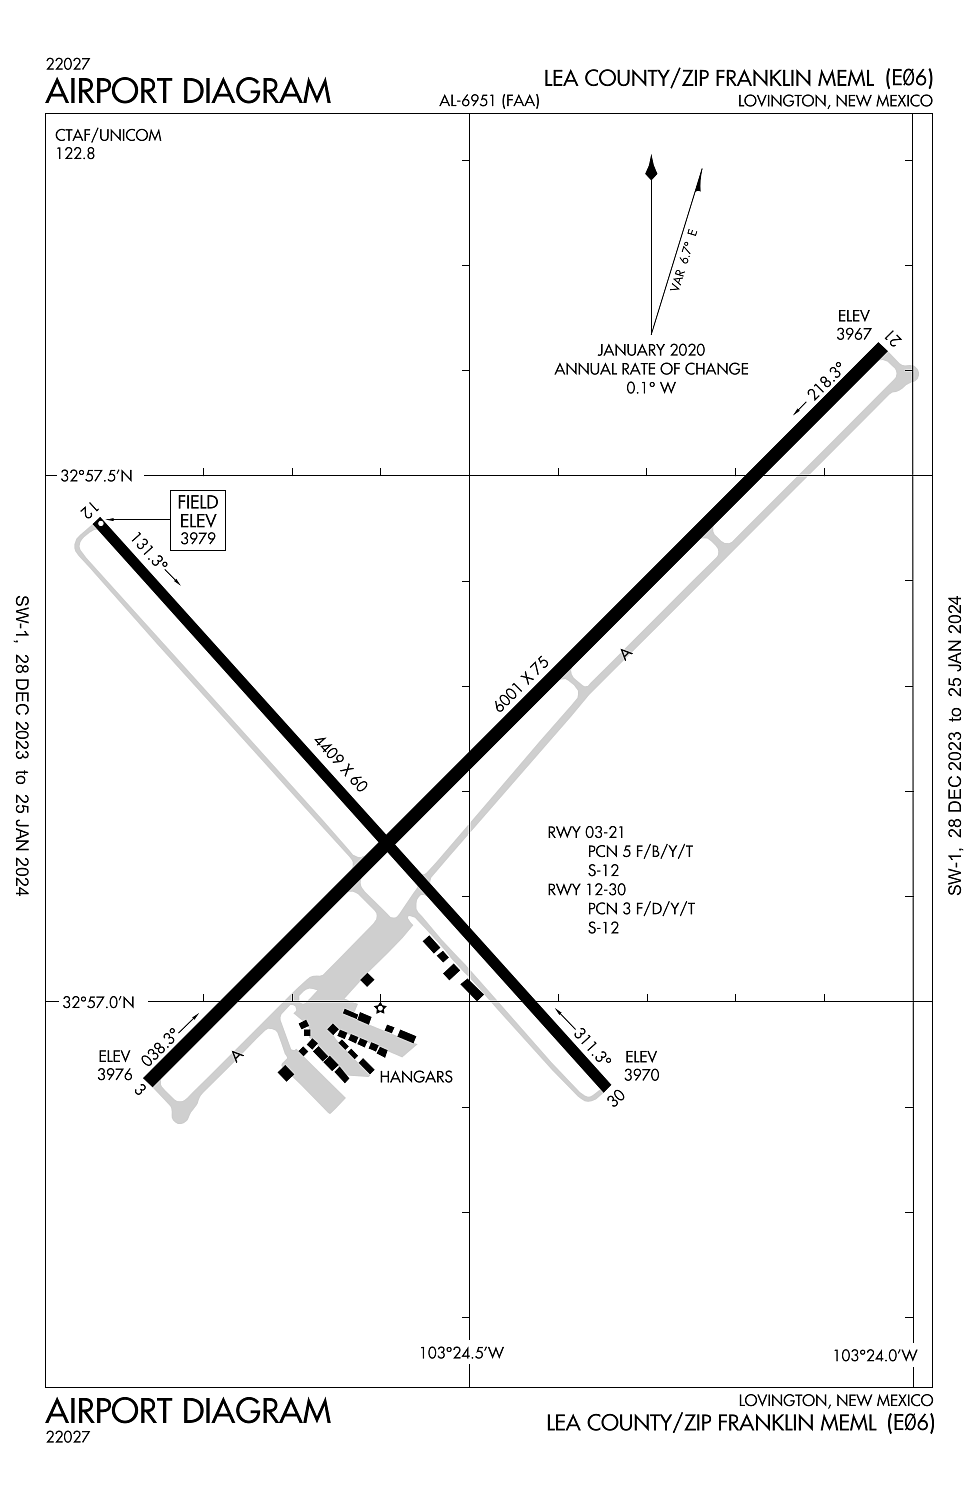 22027
AIRPORT DIAGRAM
AL-6951 (FAA)
LEA COUNTY/ZIP FRANKLIN MEML (EØ6)
LOVINGTON, NEW MEXICO
CTAF/UNICOM
122.8
VAR 6.7° E
JANUARY 2020
ANNUAL RATE OF CHANGE
0.1° W
ELEV
3967
21
218.3°
32°57.5'N
12
FIELD
ELEV
3979
131.3°
A
6001 X 75
4409 X 60
RWY 03-21
PCN 5 F/B/Y/T
S-12
RWY 12-30
PCN 3 F/D/Y/T
S-12
32°57.0'N
038.3°
A
ELEV
3976
3
HANGARS
311.3°
ELEV
3970
30
103°24.5'W
103°24.0'W
SW-1, 28 DEC 2023 to 25 JAN 2024
SW-1, 28 DEC 2023 to 25 JAN 2024
AIRPORT DIAGRAM
22027
LOVINGTON, NEW MEXICO
LEA COUNTY/ZIP FRANKLIN MEML (EØ6)